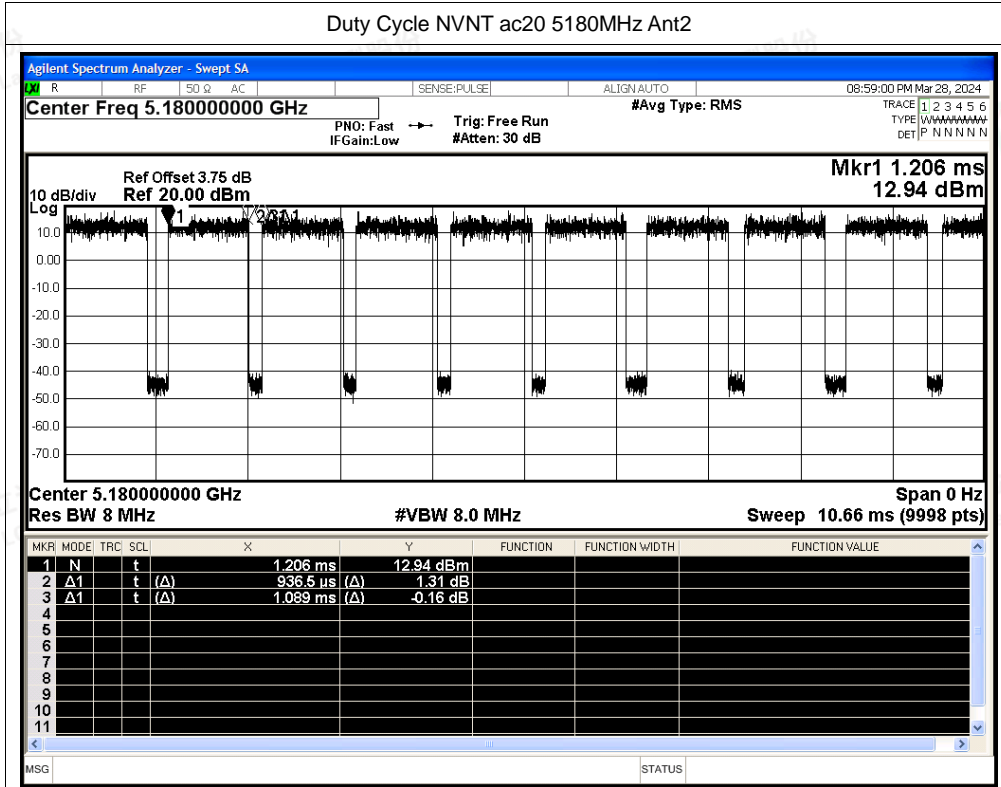 Duty Cycle NVNT ac20 5180MHz Ant2
Agilent Spectrum Analyzer - Swept SA
LXI R RF 50 Ω AC SENSE:PULSE ALIGN AUTO 08:59:00 PM Mar 28, 2024
Center Freq 5.180000000 GHz #Avg Type: RMS TRACE 1 2 3 4 5 6
PNO: Fast Trig: Free Run TYPE W
IFGain:Low #Atten: 30 dB DET P N N N N N
Mkr1 1.206 ms
Ref Offset 3.75 dB
10 dB/div Ref 20.00 dBm 12.94 dBm
Log
1 2Δ1 3Δ1
10.0
0.00
-10.0
-20.0
-30.0
-40.0
-50.0
-60.0
-70.0
Center 5.180000000 GHz Span 0 Hz
Res BW 8 MHz #VBW 8.0 MHz Sweep 10.66 ms (9998 pts)
MKR MODE TRC SCL X Y FUNCTION FUNCTION WIDTH FUNCTION VALUE
1 N t 1.206 ms 12.94 dBm
2 Δ1 t (Δ) 936.5 µs (Δ) 1.31 dB
3 Δ1 t (Δ) 1.089 ms (Δ) -0.16 dB
4
5
6
7
8
9
10
11
MSG STATUS